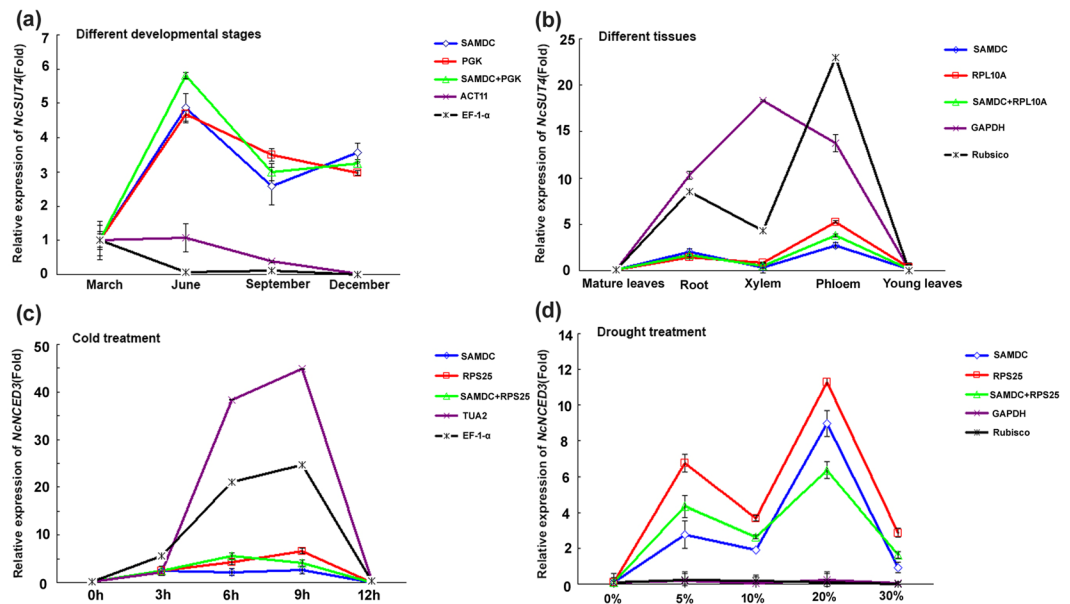 (a)
Different developmental stages
Relative expression of NcSUT4(Fold)
7
6
5
4
3
2
1
0
March June September December
SAMDC
PGK
SAMDC+PGK
ACT11
EF-1-α
(b)
Different tissues
Relative expression of NcSUT4(Fold)
25
20
15
10
5
0
Mature leaves Root Xylem Phloem Young leaves
SAMDC
RPL10A
SAMDC+RPL10A
GAPDH
Rubsico
(c)
Cold treatment
Relative expression of NcNCED3(Fold)
50
40
30
20
10
0
0h 3h 6h 9h 12h
SAMDC
RPS25
SAMDC+RPS25
TUA2
EF-1-α
(d)
Drought treatment
Relative expression of NcNCED3(Fold)
14
12
10
8
6
4
2
0
0% 5% 10% 20% 30%
SAMDC
RPS25
SAMDC+RPS25
GAPDH
Rubisco